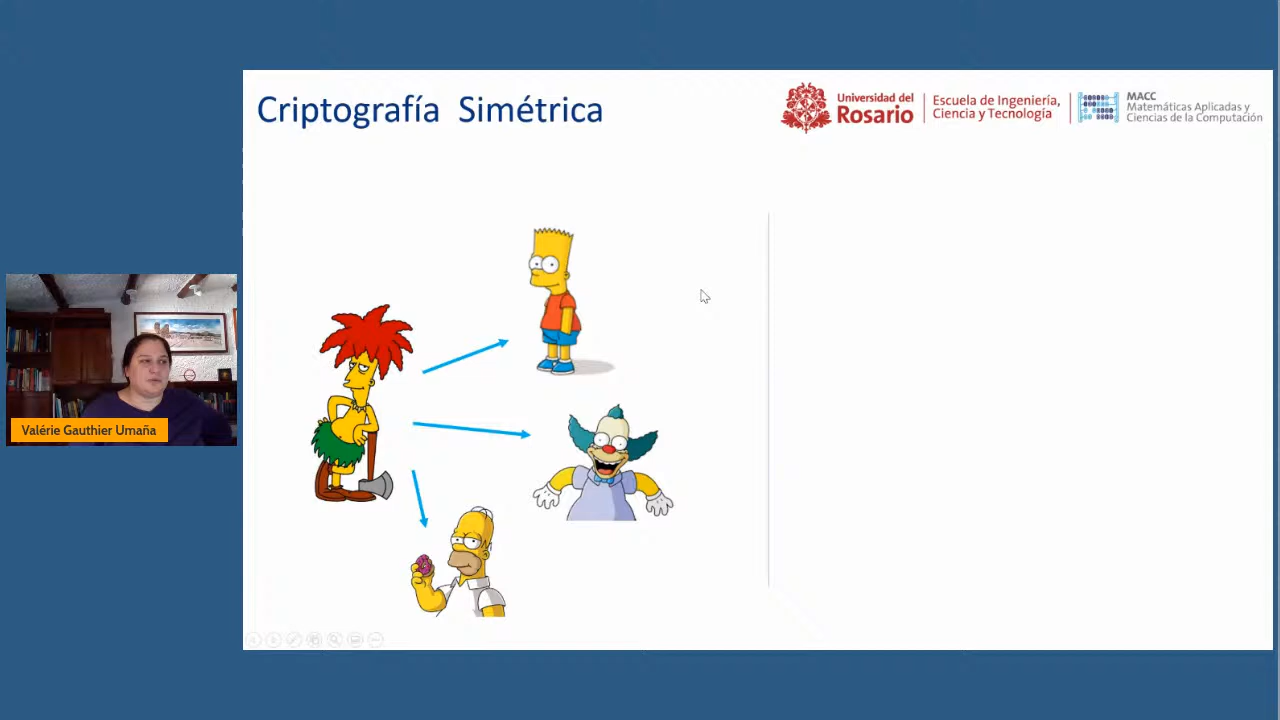 Criptografía Simétrica
Universidad del
Rosario
Escuela de Ingeniería,
Ciencia y Tecnología
MACC
Matemáticas Aplicadas y
Ciencias de la Computación
Valérie Gauthier Umaña